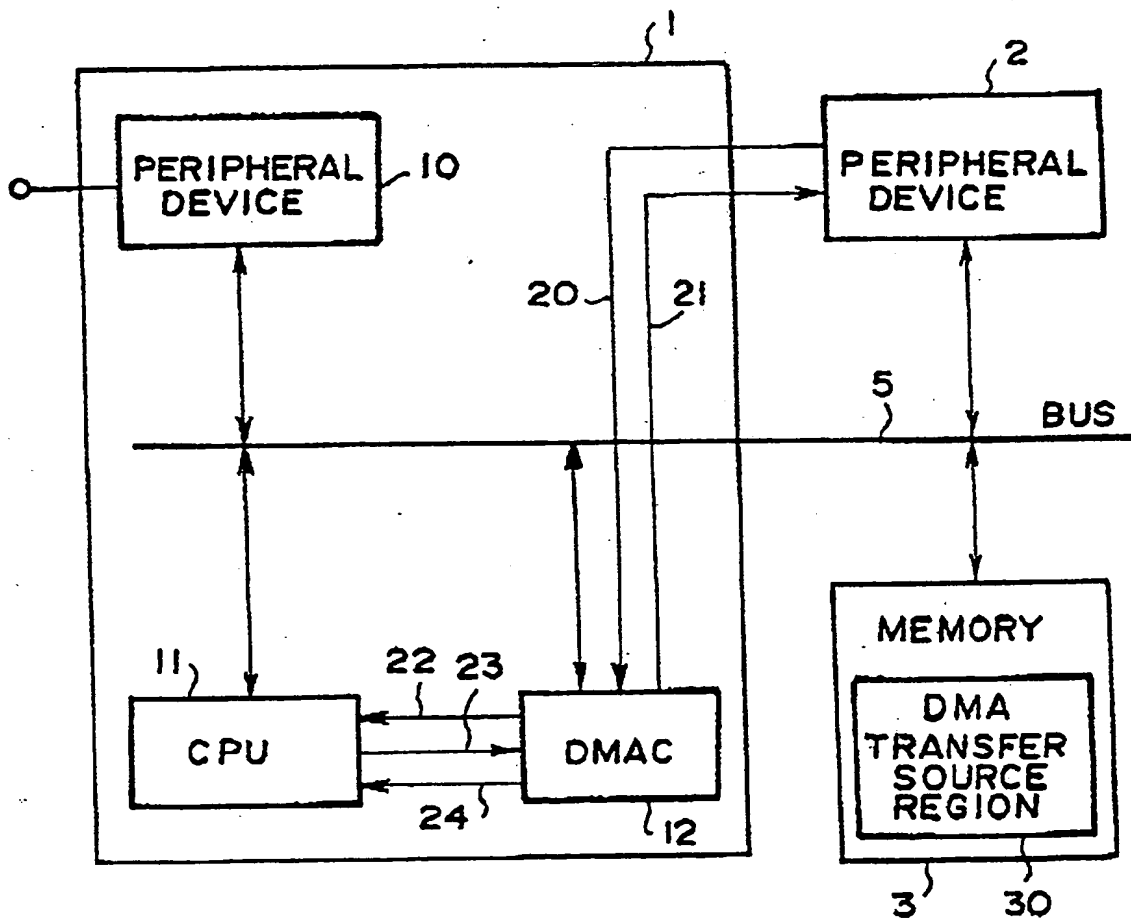 1
2
PERIPHERAL
DEVICE
10
PERIPHERAL
DEVICE
20
21
5
BUS
11
CPU
22
23
24
DMAC
12
MEMORY
DMA
TRANSFER
SOURCE
REGION
3
30